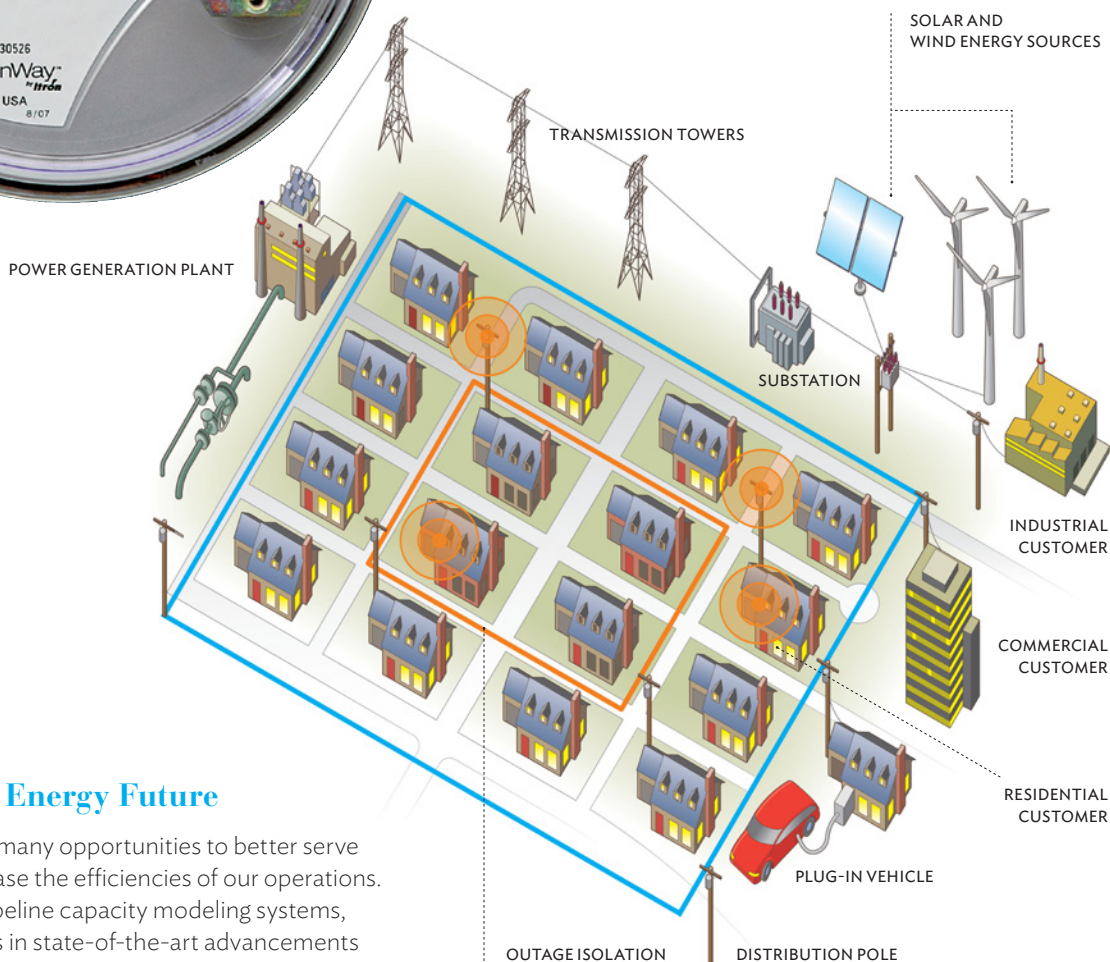 30526
nWay™
by Itron
USA
8/07
SOLAR AND
WIND ENERGY SOURCES
TRANSMISSION TOWERS
POWER GENERATION PLANT
SUBSTATION
INDUSTRIAL
CUSTOMER
COMMERCIAL
CUSTOMER
RESIDENTIAL
CUSTOMER
PLUG-IN VEHICLE
OUTAGE ISOLATION
DISTRIBUTION POLE
Energy Future
many opportunities to better serve
ase the efficiencies of our operations.
peline capacity modeling systems,
s in state-of-the-art advancements